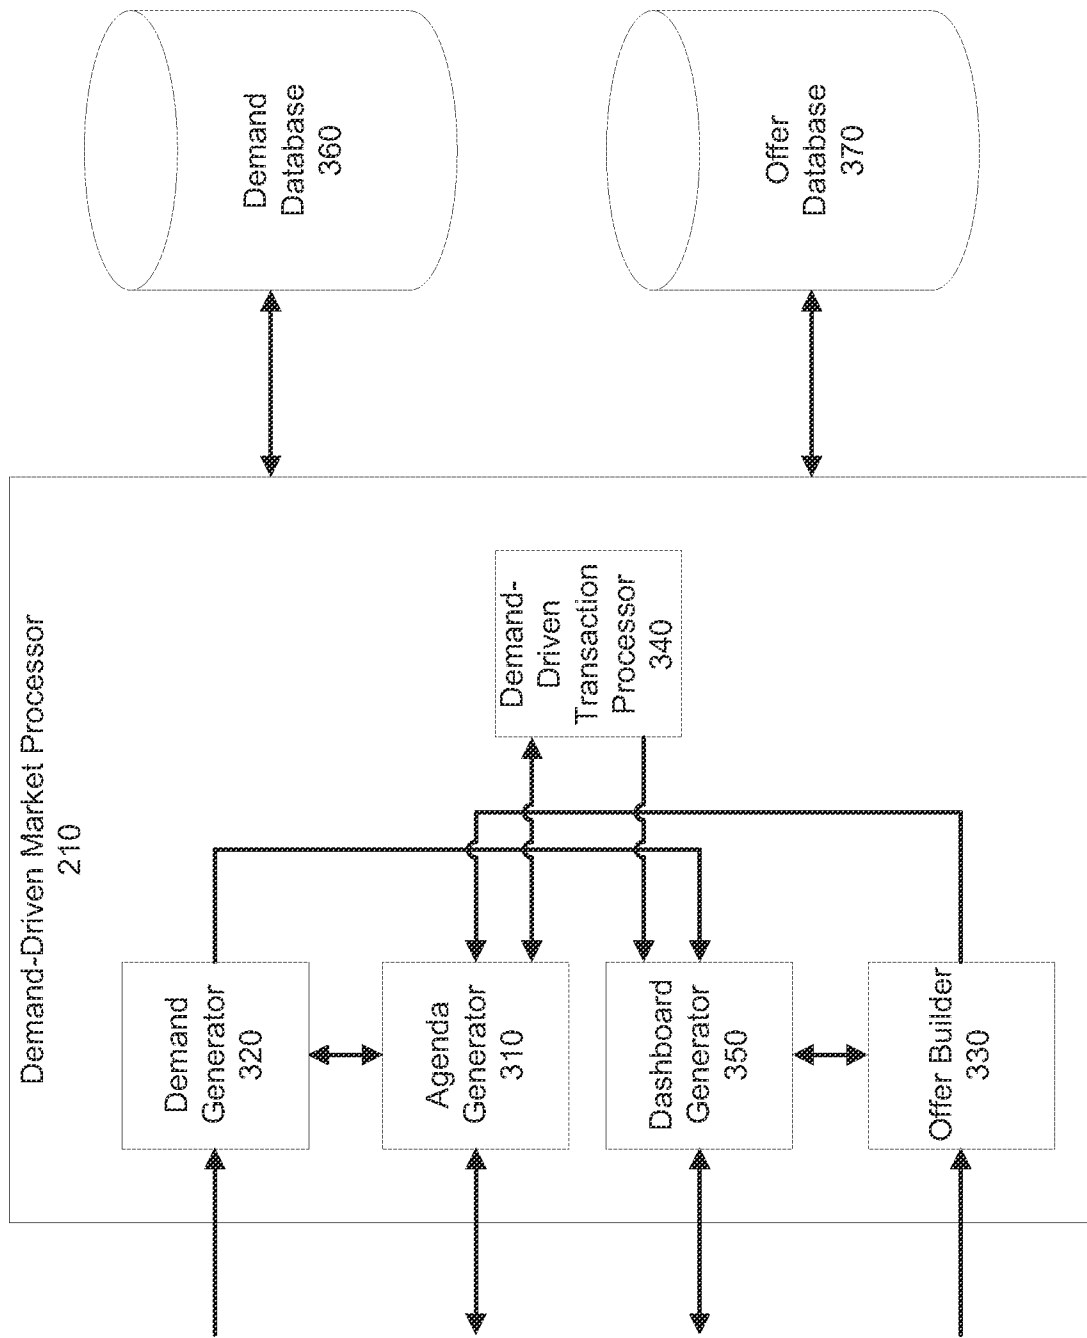 Demand-Driven Market Processor
210
Demand
Generator
320
Agenda
Generator
310
Dashboard
Generator
350
Offer Builder
330
Demand-
Driven
Transaction
Processor
340
Demand
Database
360
Offer
Database
370